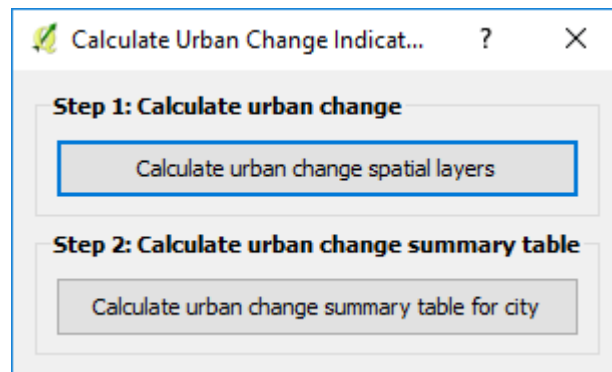 Calculate Urban Change Indicat... ?
Step 1: Calculate urban change
Calculate urban change spatial layers
Step 2: Calculate urban change summary table
Calculate urban change summary table for city